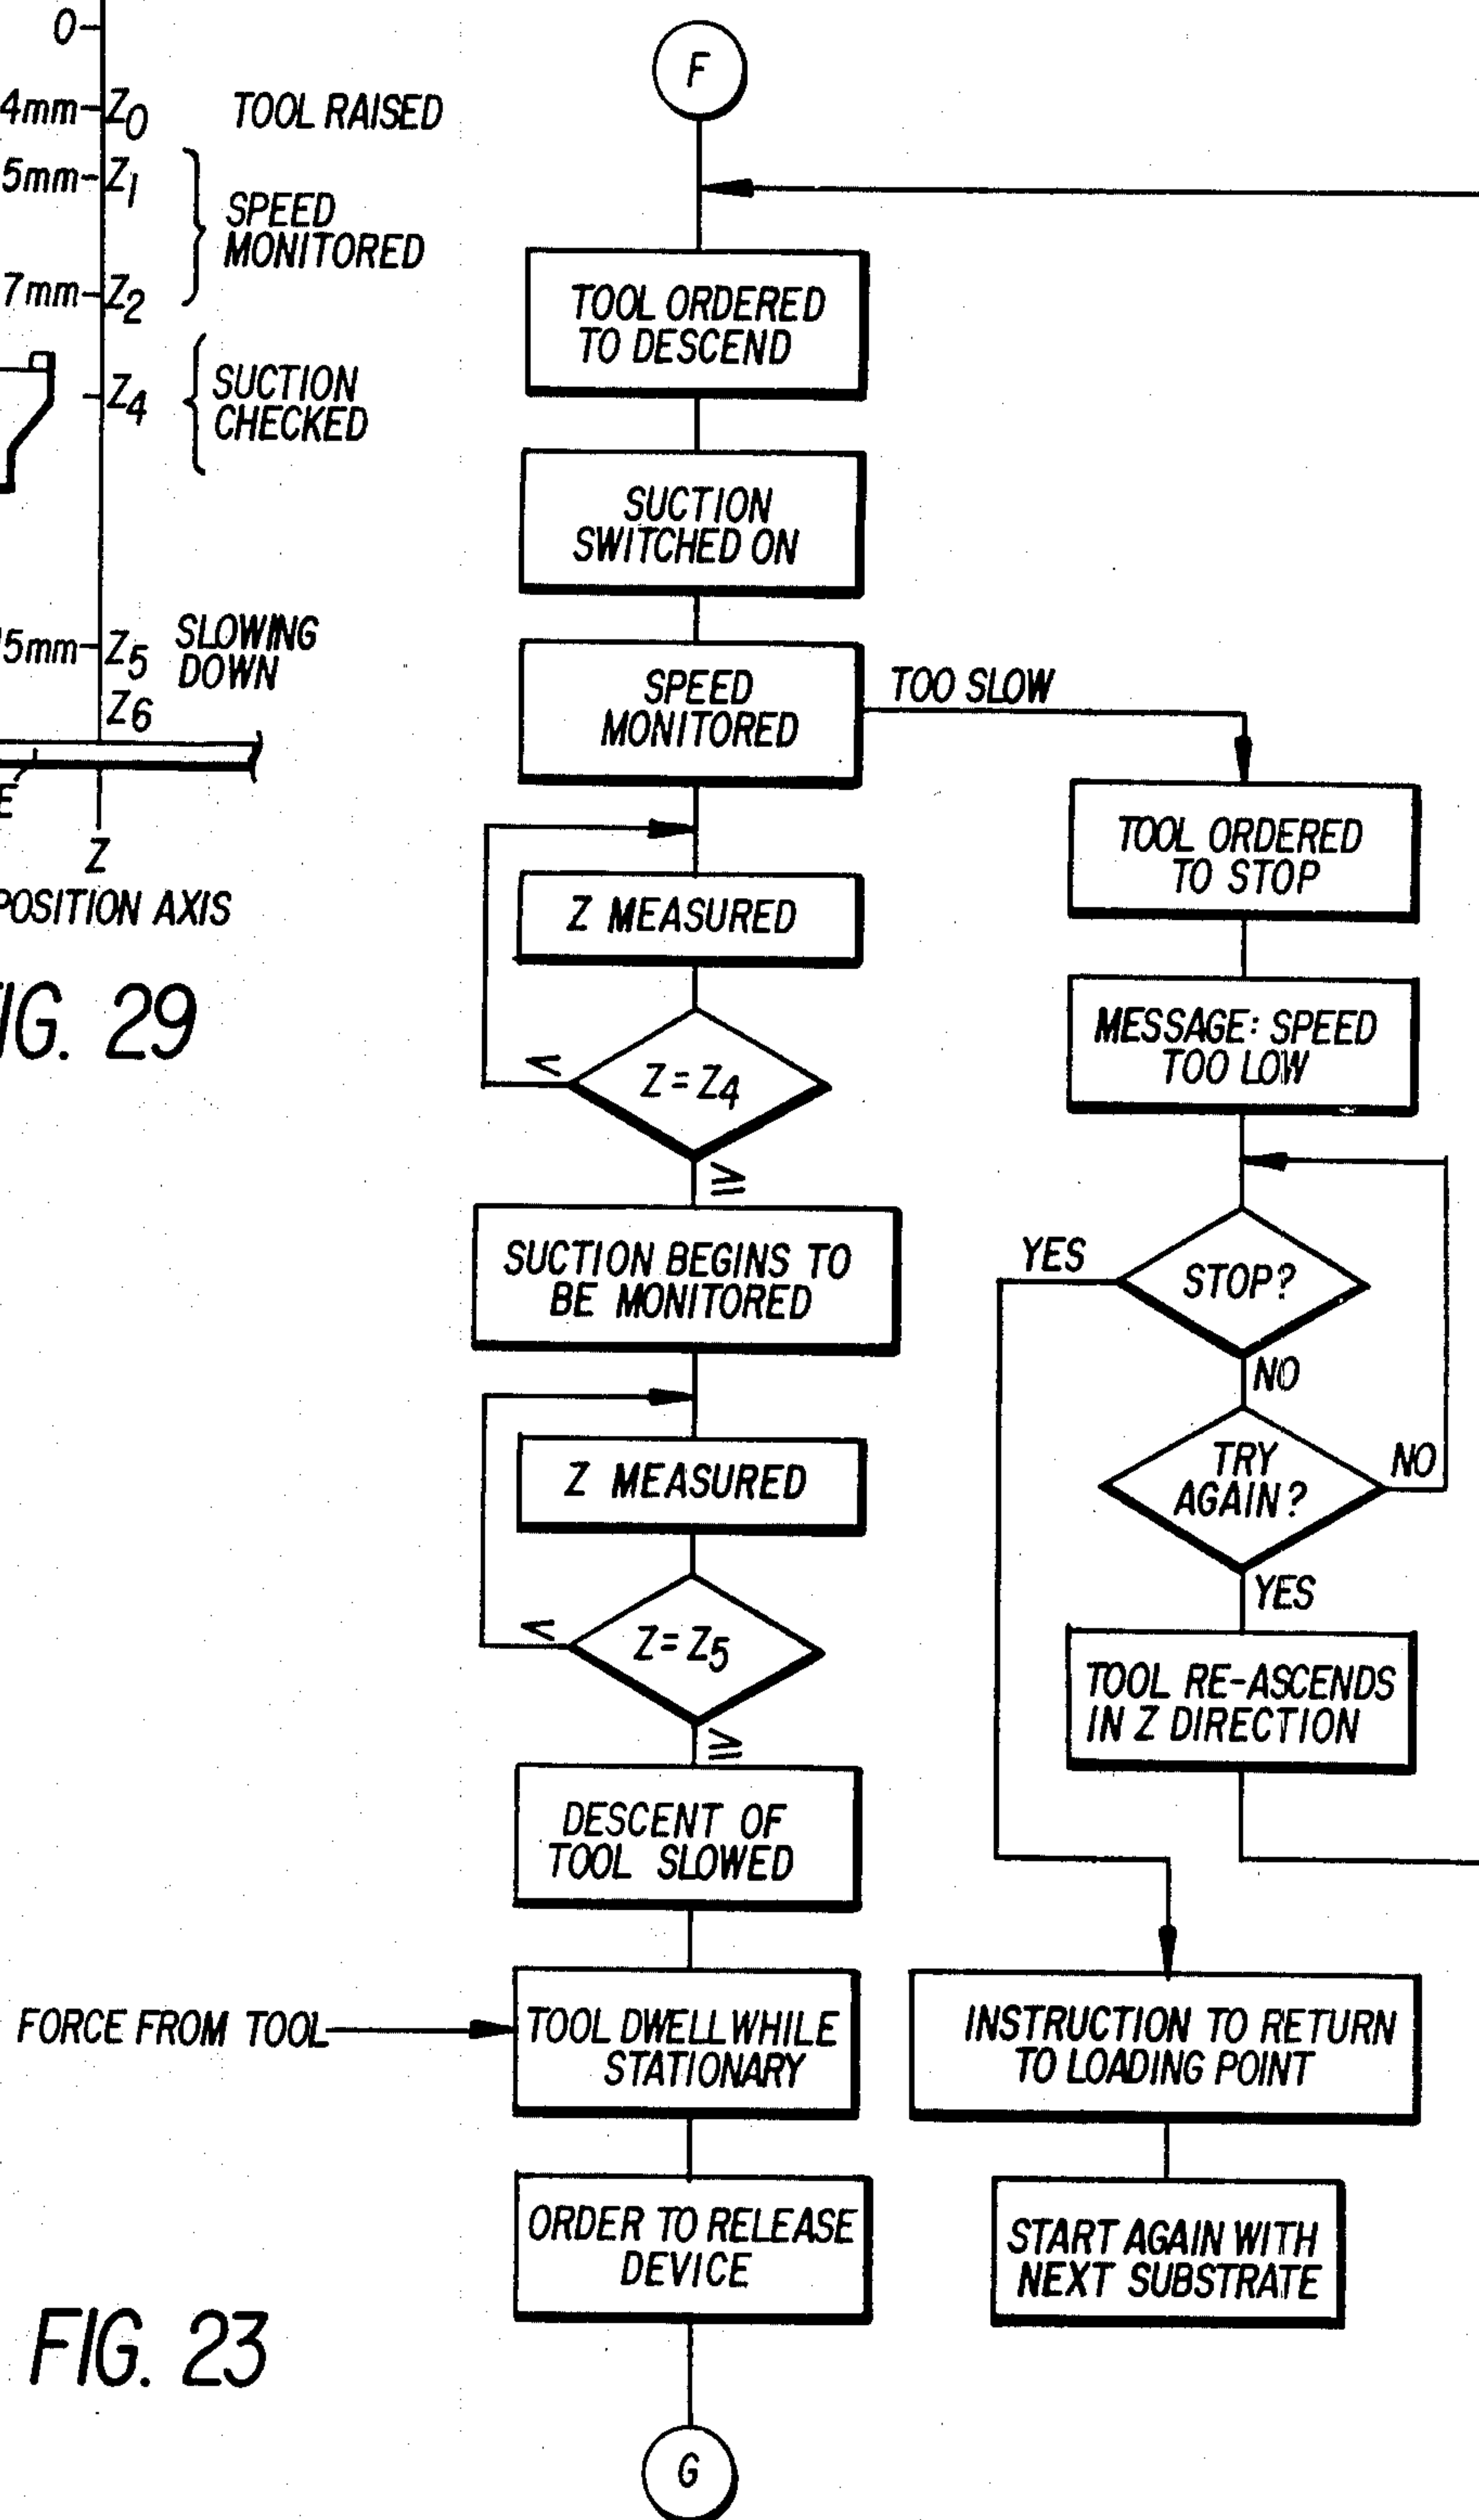 0
4mm
Z0
TOOL RAISED
5mm
Z1
SPEED
MONITORED
7mm
Z2
Z4
SUCTION
CHECKED
5mm
Z5
SLOWING
DOWN
Z6
E
Z
POSITION AXIS
IG. 29
F
TOOL ORDERED
TO DESCEND
SUCTION
SWITCHED ON
SPEED
MONITORED
TOO SLOW
Z MEASURED
<
Z=Z4
≥
SUCTION BEGINS TO
BE MONITORED
Z MEASURED
<
Z=Z5
≥
DESCENT OF
TOOL SLOWED
FORCE FROM TOOL
TOOL DWELL WHILE
STATIONARY
ORDER TO RELEASE
DEVICE
G
TOOL ORDERED
TO STOP
MESSAGE: SPEED
TOO LOW
YES
STOP?
NO
TRY
AGAIN?
NO
YES
TOOL RE-ASCENDS
IN Z DIRECTION
INSTRUCTION TO RETURN
TO LOADING POINT
START AGAIN WITH
NEXT SUBSTRATE
FIG. 23